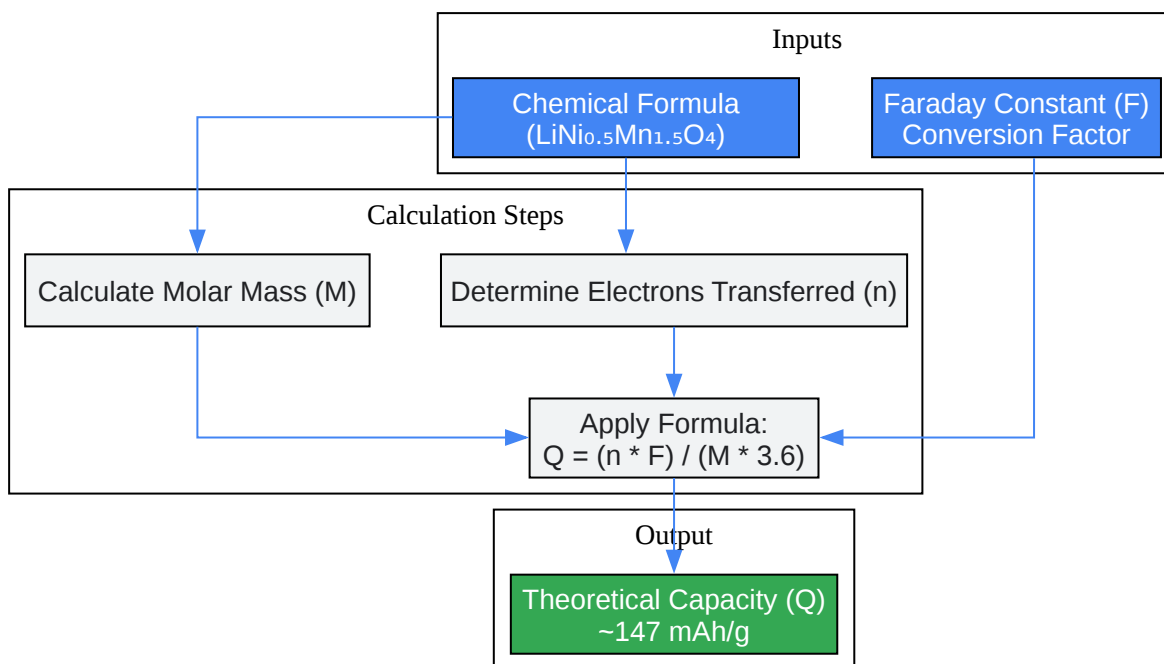 Inputs
Chemical Formula
(LiNi₀.₅Mn₁.₅O₄)
Faraday Constant (F)
Conversion Factor
Calculation Steps
Calculate Molar Mass (M)
Determine Electrons Transferred (n)
Apply Formula:
Q = (n * F) / (M * 3.6)
Output
Theoretical Capacity (Q)
~147 mAh/g